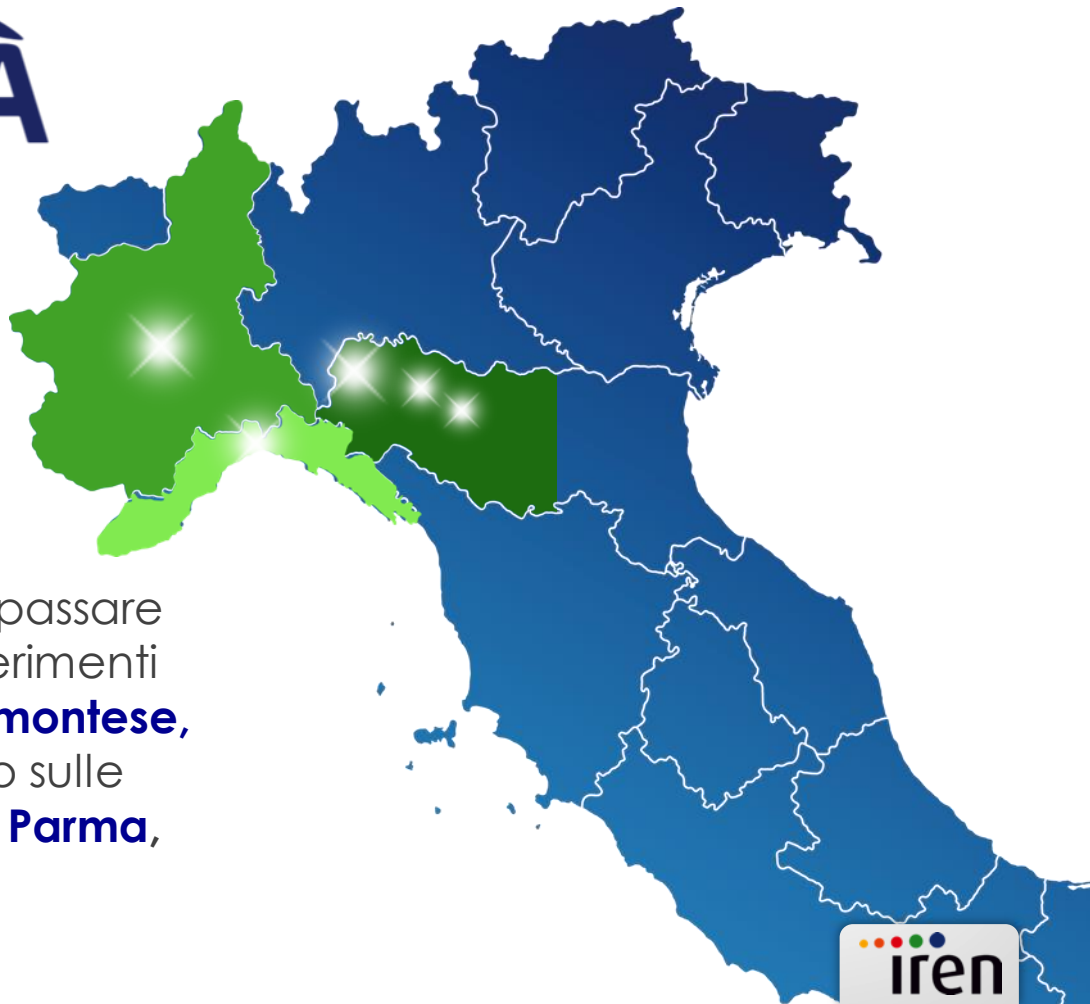 À
passare
erimenti
montese,
o sulle
Parma,
iren